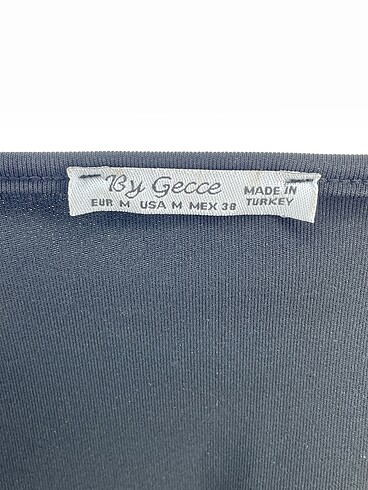 By Gecce
EUR M USA M MEX 38
MADE IN
TURKEY